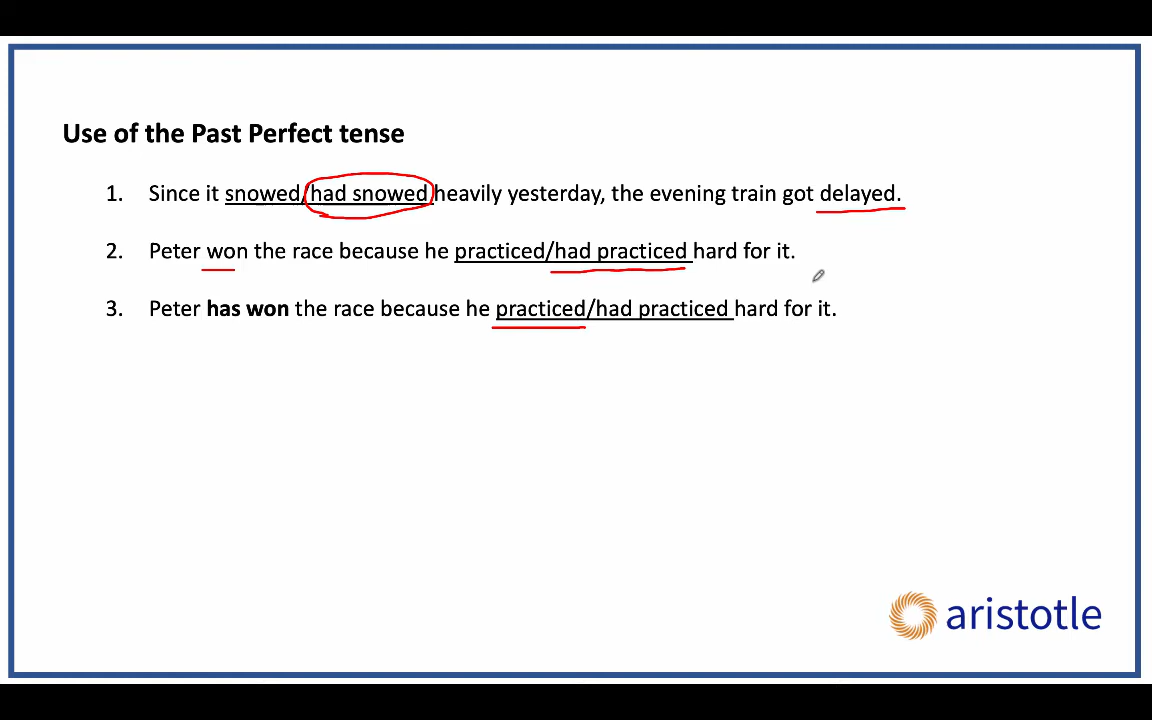 Use of the Past Perfect tense
1. Since it snowed/had snowed heavily yesterday, the evening train got delayed.
2. Peter won the race because he practiced/had practiced hard for it.
3. Peter has won the race because he practiced/had practiced hard for it.
aristotle